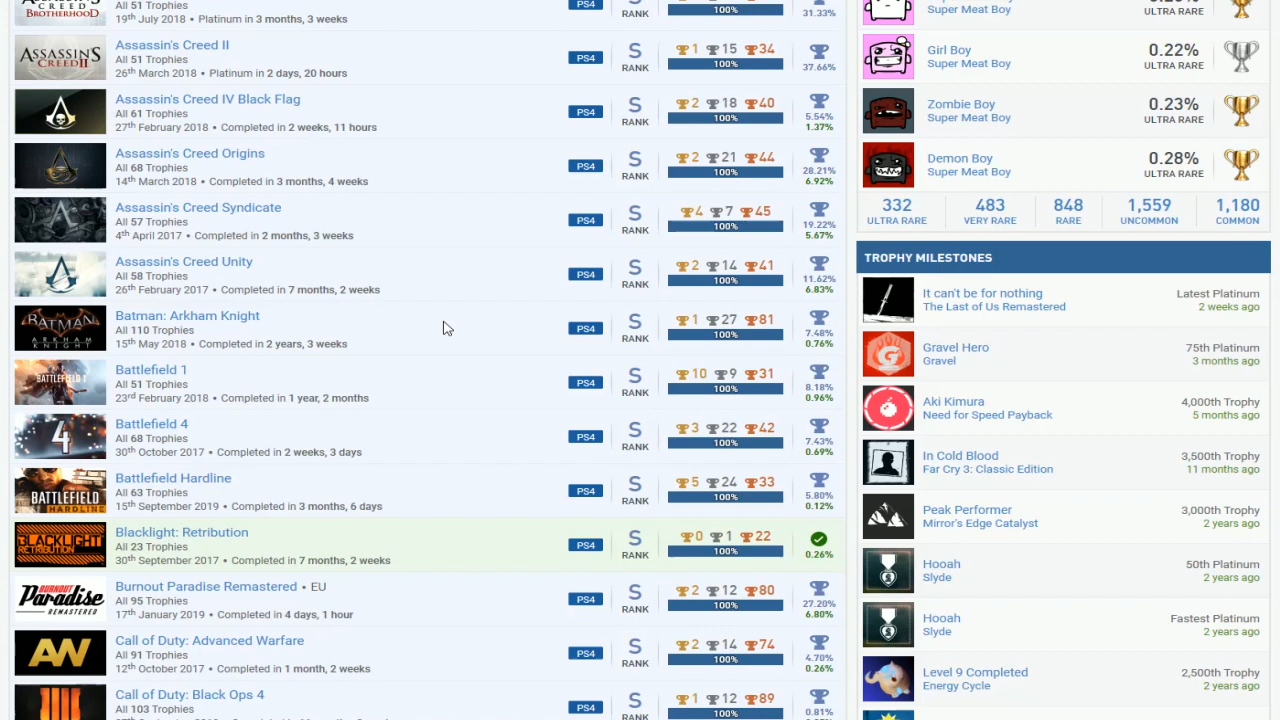 CREED
BROTHERHOOD
All 51 Trophies
19th July 2018 • Platinum in 3 months, 3 weeks
RANK
100%
31.33%
ASSASSIN'S
CREED II
Assassin's Creed II
All 51 Trophies
26th March 2018 • Platinum in 2 days, 20 hours
PS4
S
RANK
1 15 34
100%
37.66%
Assassin's Creed IV Black Flag
All 61 Trophies
27th February 2018 • Completed in 2 weeks, 11 hours
PS4
S
RANK
2 18 40
100%
5.54%
1.37%
Assassin's Creed Origins
All 68 Trophies
14th March 2018 • Completed in 3 months, 4 weeks
PS4
S
RANK
2 21 44
100%
28.21%
6.92%
Assassin's Creed Syndicate
All 57 Trophies
4th April 2017 • Completed in 2 months, 3 weeks
PS4
S
RANK
4 7 45
100%
19.22%
5.67%
Assassin's Creed Unity
All 58 Trophies
26th February 2017 • Completed in 7 months, 2 weeks
PS4
S
RANK
2 14 41
100%
11.62%
6.83%
BATMAN
ARKHAM
KNIGHT
Batman: Arkham Knight
All 110 Trophies
15th May 2018 • Completed in 2 years, 3 weeks
PS4
S
RANK
1 27 81
100%
7.48%
0.76%
Battlefield 1
All 51 Trophies
23rd February 2018 • Completed in 1 year, 2 months
PS4
S
RANK
10 9 31
100%
8.18%
0.96%
4
Battlefield 4
All 68 Trophies
30th October 2017 • Completed in 2 weeks, 3 days
PS4
S
RANK
3 22 42
100%
7.43%
0.69%
BATTLEFIELD
HARDLINE
Battlefield Hardline
All 63 Trophies
15th September 2019 • Completed in 3 months, 6 days
PS4
S
RANK
5 24 33
100%
5.80%
0.12%
BLACKLIGHT
RETRIBUTION
Blacklight: Retribution
All 23 Trophies
30th September 2017 • Completed in 7 months, 2 weeks
PS4
S
RANK
0 1 22
100%
0.26%
BURNOUT
Paradise
REMASTERED
Burnout Paradise Remastered • EU
All 95 Trophies
17th January 2019 • Completed in 4 days, 1 hour
PS4
S
RANK
2 12 80
100%
27.20%
6.80%
AW
Call of Duty: Advanced Warfare
All 91 Trophies
12th October 2017 • Completed in 1 month, 2 weeks
PS4
S
RANK
2 14 74
100%
4.70%
0.26%
IIII
Call of Duty: Black Ops 4
All 103 Trophies
PS4
S
RANK
1 12 89
100%
0.81%
Super Meat Boy
ULTRA RARE
Girl Boy
Super Meat Boy
0.22%
ULTRA RARE
Zombie Boy
Super Meat Boy
0.23%
ULTRA RARE
Demon Boy
Super Meat Boy
0.28%
ULTRA RARE
332 483 848 1,559 1,180
ULTRA RARE VERY RARE RARE UNCOMMON COMMON
TROPHY MILESTONES
It can't be for nothing
The Last of Us Remastered
Latest Platinum
2 weeks ago
Gravel Hero
Gravel
75th Platinum
3 months ago
Aki Kimura
Need for Speed Payback
4,000th Trophy
5 months ago
In Cold Blood
Far Cry 3: Classic Edition
3,500th Trophy
11 months ago
Peak Performer
Mirror's Edge Catalyst
3,000th Trophy
2 years ago
Hooah
Slyde
50th Platinum
2 years ago
Hooah
Slyde
Fastest Platinum
2 years ago
Level 9 Completed
Energy Cycle
2,500th Trophy
2 years ago